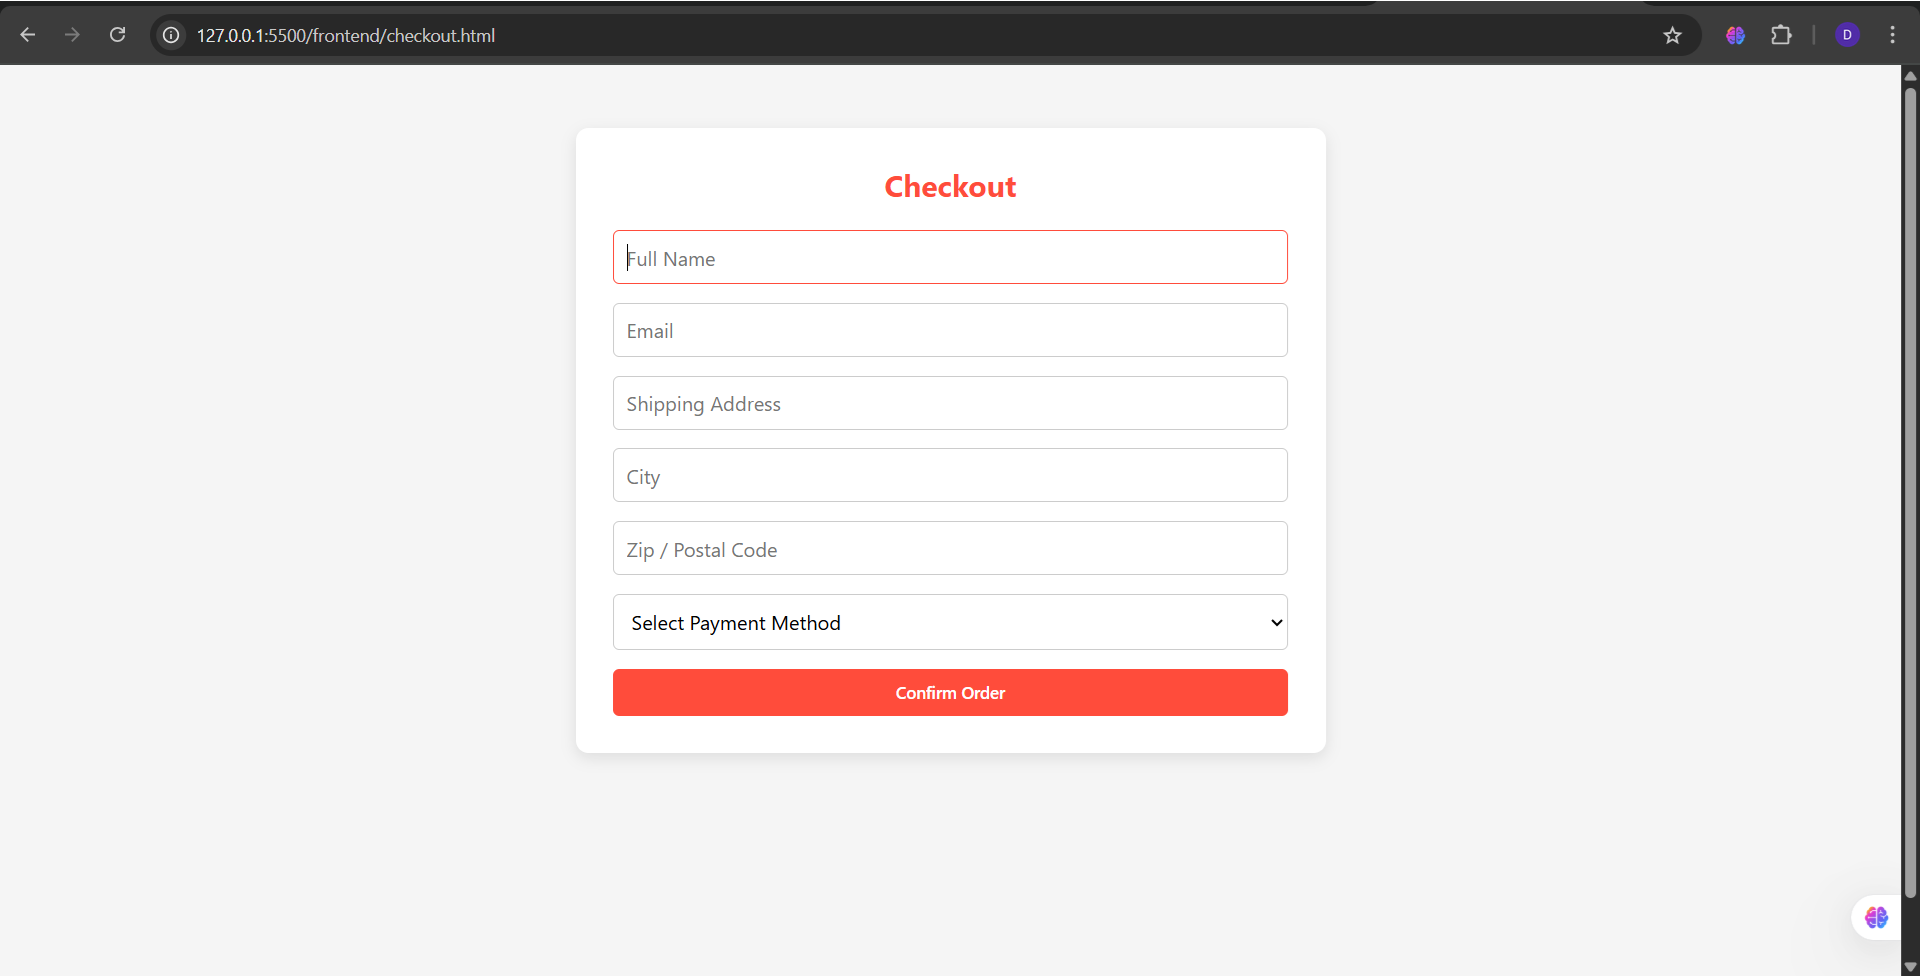 127.0.0.1:5500/frontend/checkout.html
D
Checkout
Full Name
Email
Shipping Address
City
Zip / Postal Code
Select Payment Method
Confirm Order